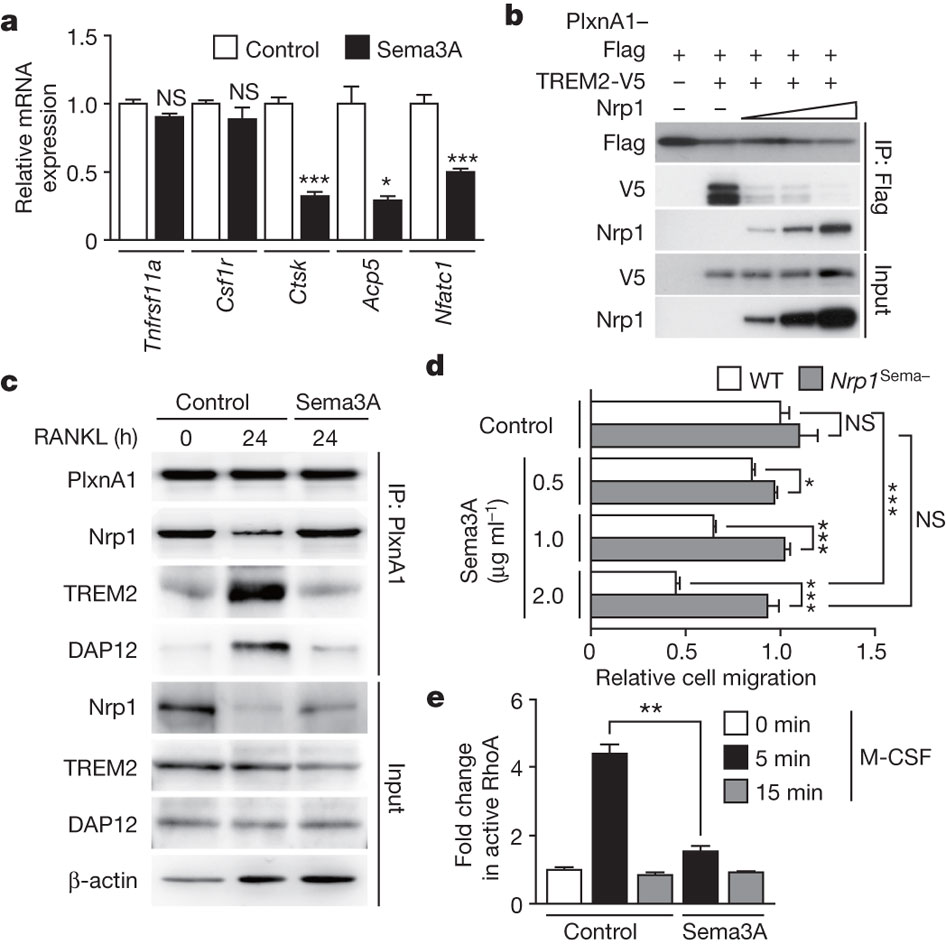 a
1.5
1.0
0.5
0
Relative mRNA
expression
Control Sema3A
NS NS *** * ***
Tnfrsf11a Csf1r Ctsk Acp5 Nfatc1
b
PlxnA1–
Flag + + + + +
TREM2-V5 – + + + +
Nrp1 – –
Flag
V5
Nrp1
IP: Flag
V5
Nrp1
Input
c
Control Sema3A
RANKL (h) 0 24 24
PlxnA1
Nrp1
TREM2
DAP12
IP: PlxnA1
Nrp1
TREM2
DAP12
β-actin
Input
d
WT Nrp1Sema–
Control
0.5
1.0
2.0
Sema3A
(μg ml–1)
NS
*
***
***
***
NS
0 0.5 1.0 1.5
Relative cell migration
e
6
4
2
0
Fold change
in active RhoA
**
0 min
5 min
15 min
M-CSF
Control Sema3A